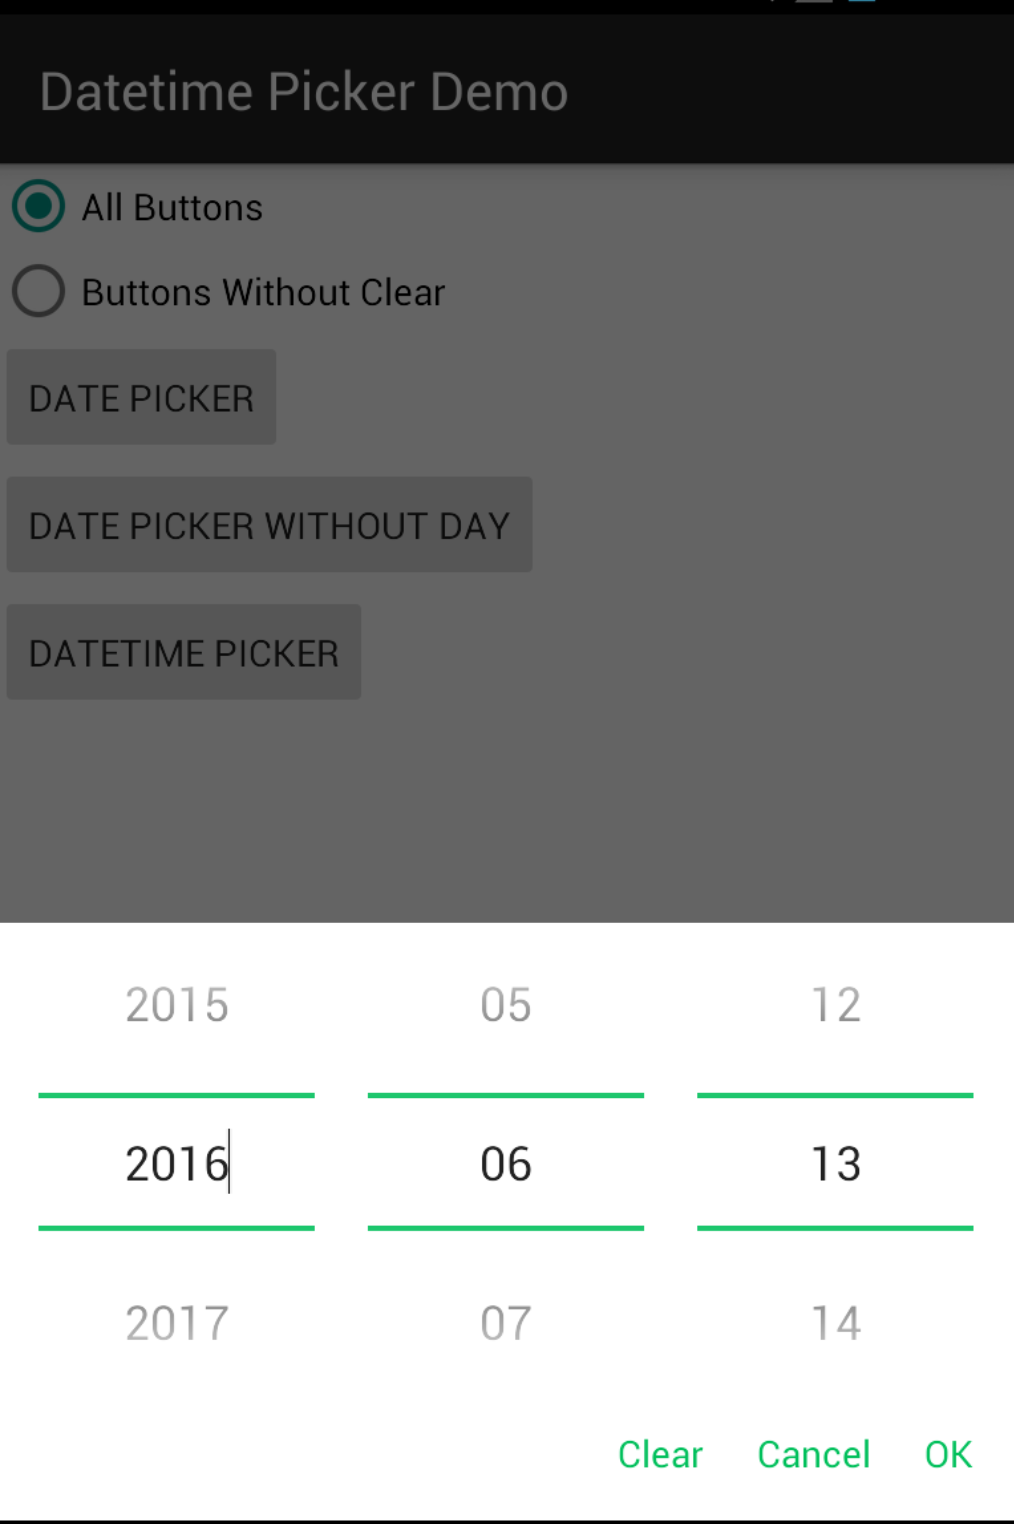 Datetime Picker Demo
All Buttons
Buttons Without Clear
DATE PICKER
DATE PICKER WITHOUT DAY
DATETIME PICKER
2015 05 12
2016 06 13
2017 07 14
Clear Cancel OK